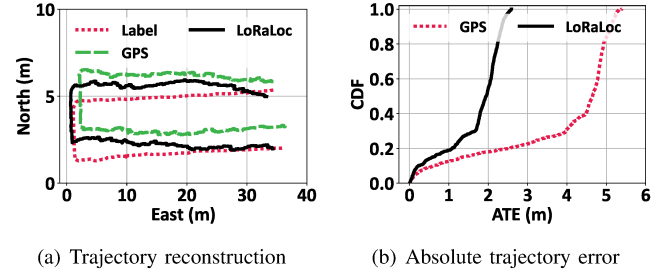 North (m)
10
5
0
Label
LoRaLoc
GPS
0 10 20 30 40
East (m)
(a) Trajectory reconstruction
CDF
1.0
0.8
0.6
0.4
0.2
0.0
GPS
LoRaLoc
0 1 2 3 4 5 6
ATE (m)
(b) Absolute trajectory error